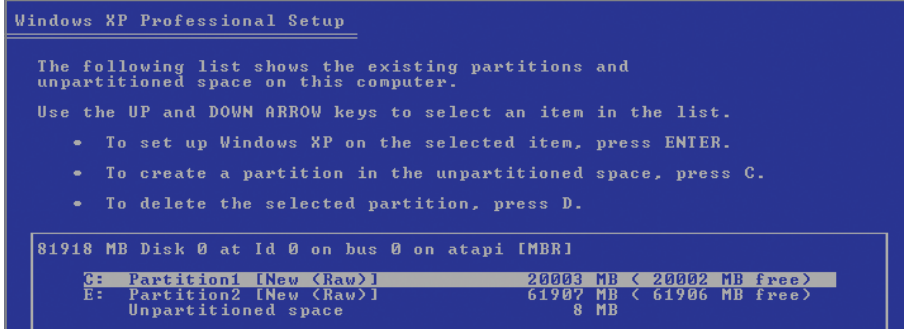 Windows XP Professional Setup
The following list shows the existing partitions and
unpartitioned space on this computer.
Use the UP and DOWN ARROW keys to select an item in the list.
• To set up Windows XP on the selected item, press ENTER.
• To create a partition in the unpartitioned space, press C.
• To delete the selected partition, press D.
81918 MB Disk 0 at Id 0 on bus 0 on atapi [MBR]
C: Partition1 [New (Raw)] 20003 MB ( 20002 MB free)
E: Partition2 [New (Raw)] 61907 MB ( 61906 MB free)
Unpartitioned space 8 MB